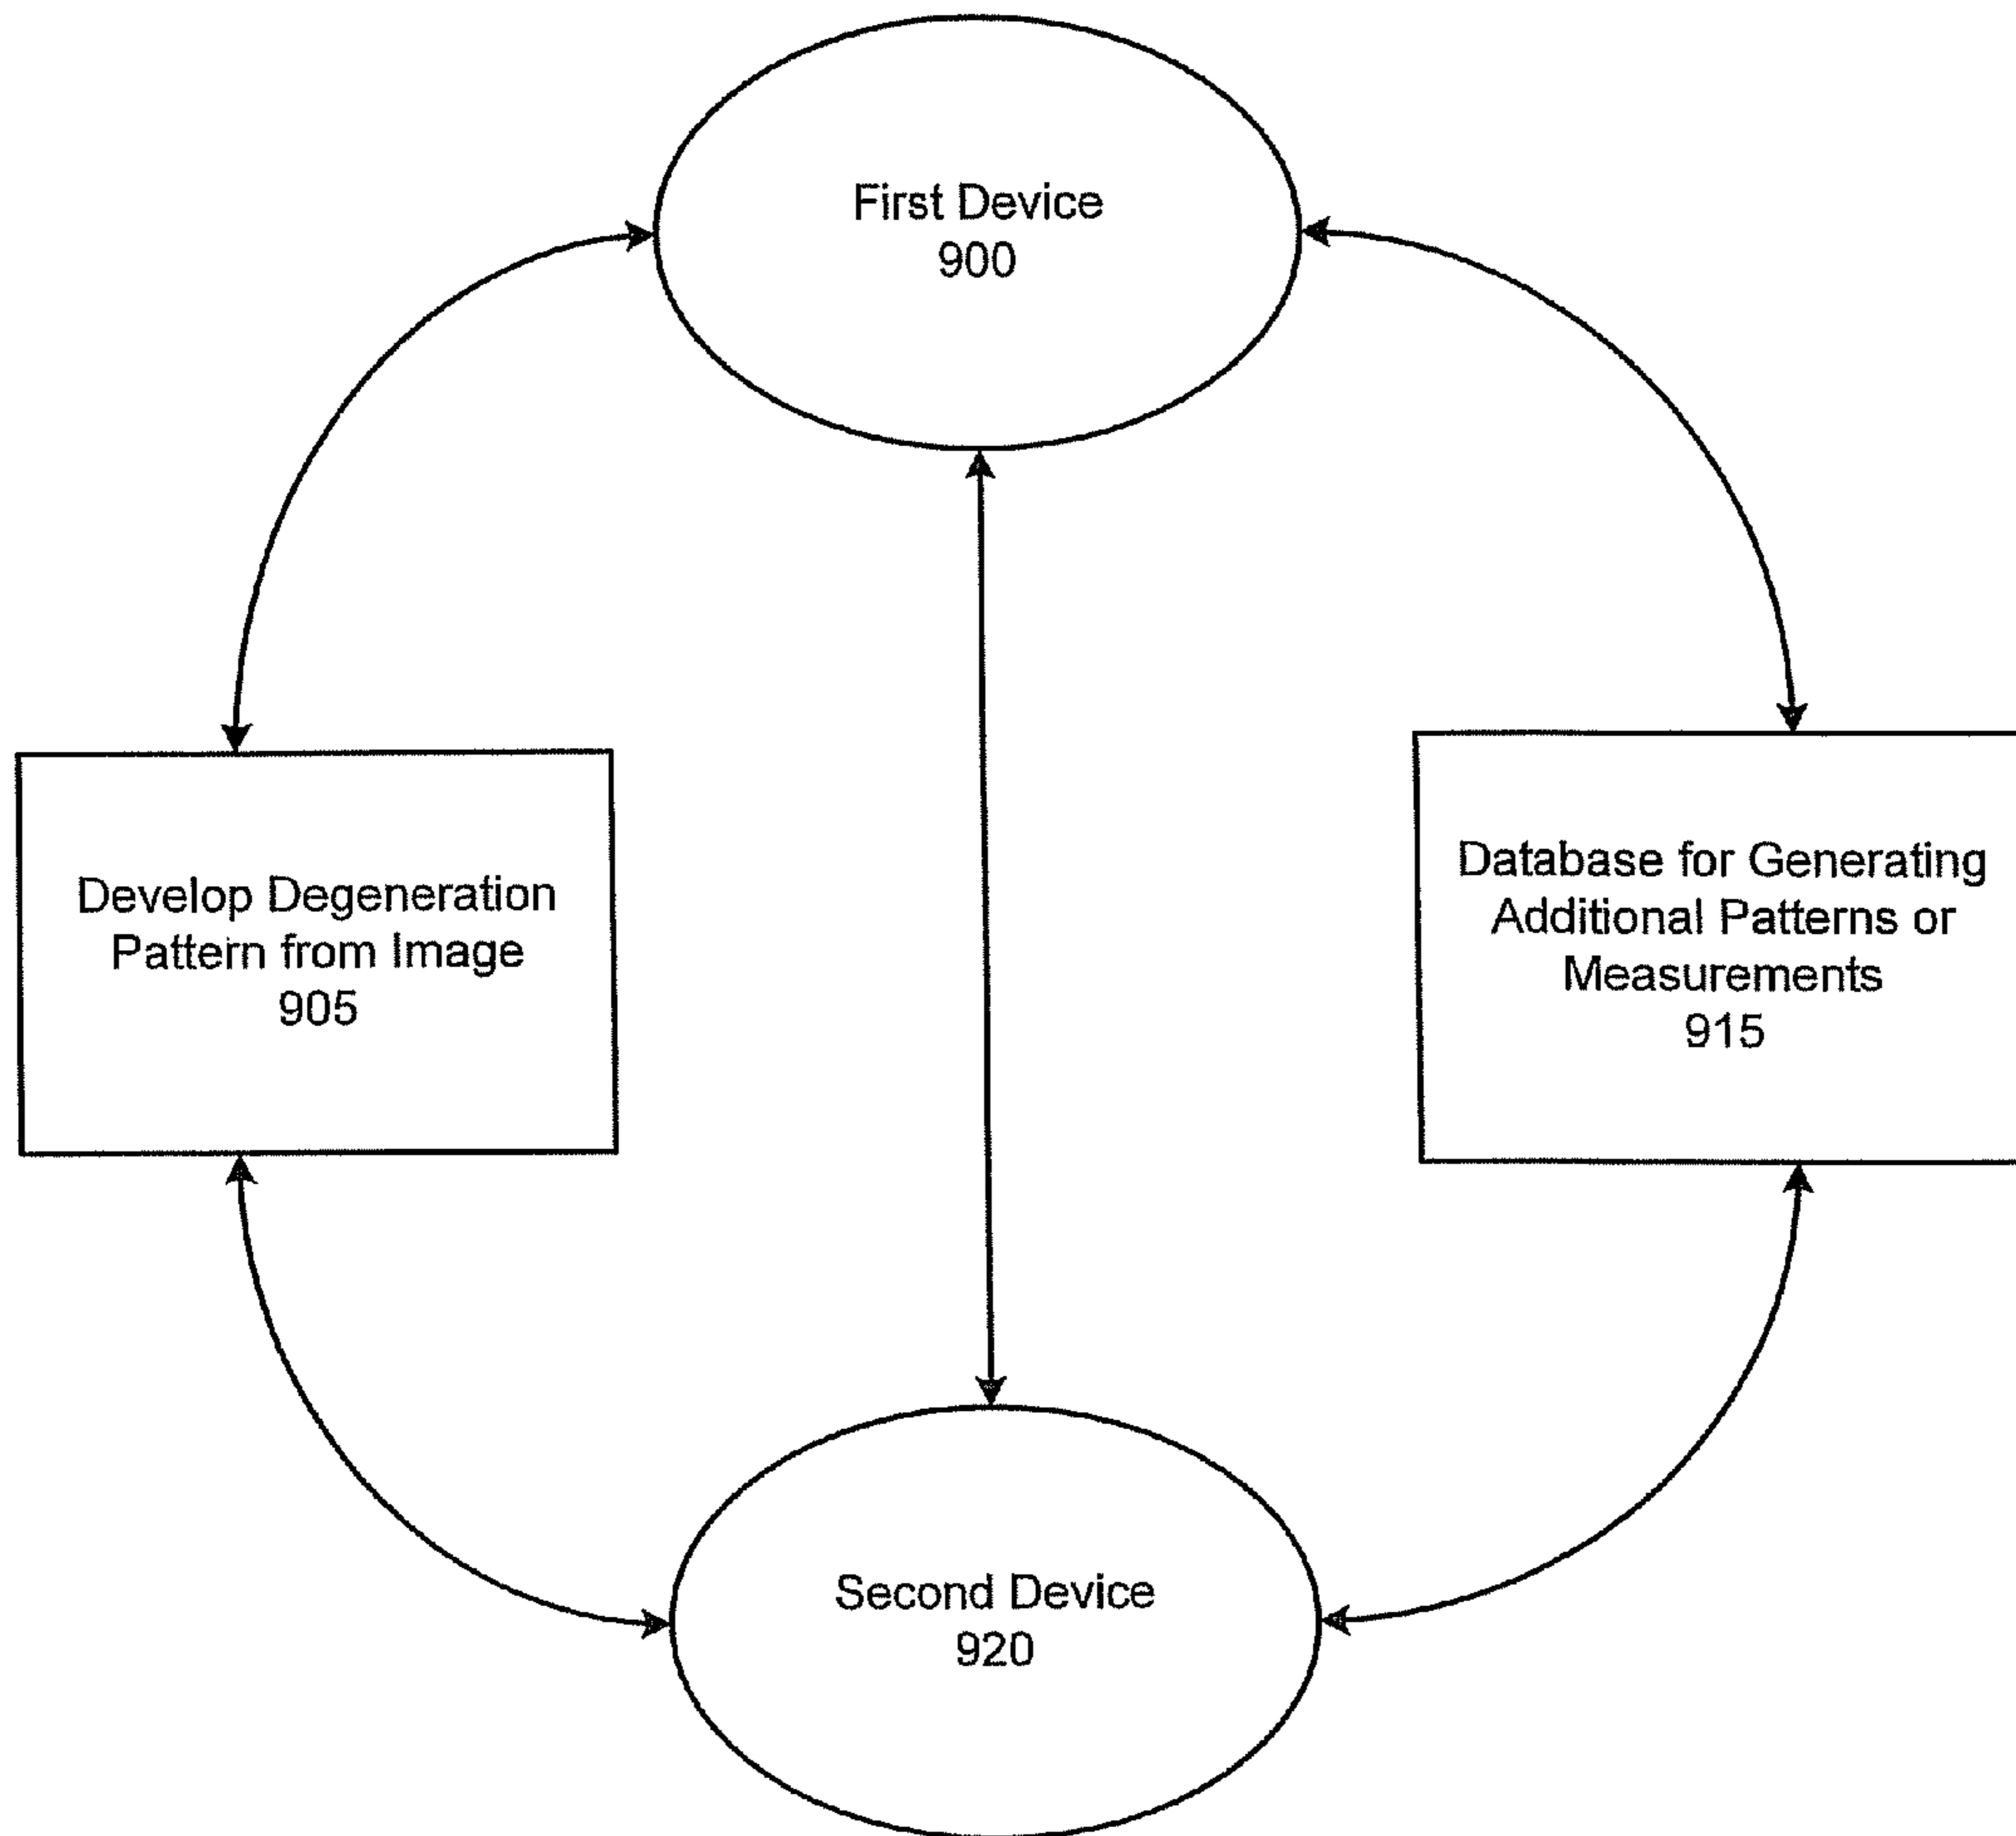 First Device
900
Develop Degeneration
Pattern from Image
905
Database for Generating
Additional Patterns or
Measurements
915
Second Device
920